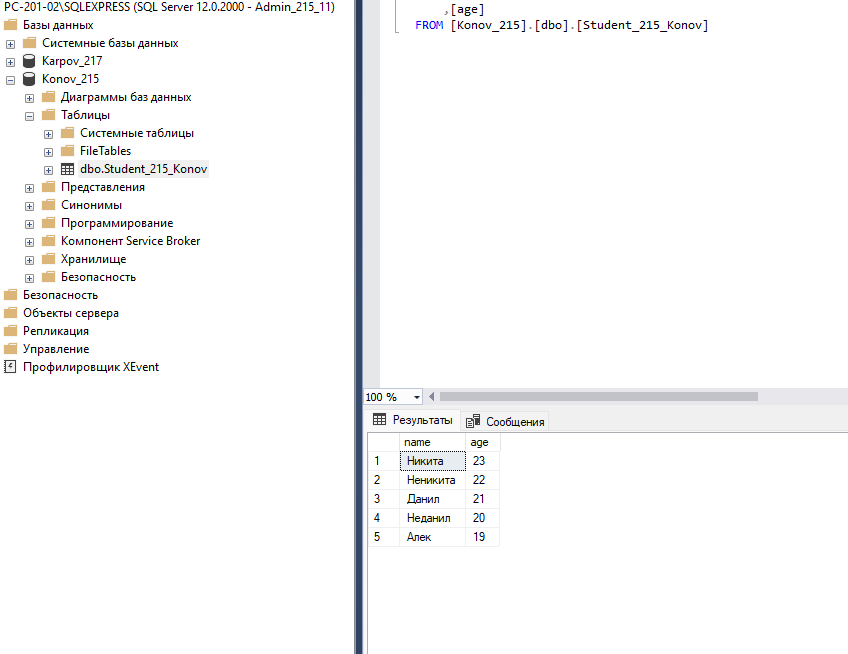 PC-201-02\SQLEXPRESS (SQL Server 12.0.2000 - Admin_215_11)
Базы данных
Системные базы данных
Karpov_217
Konov_215
Диаграммы баз данных
Таблицы
Системные таблицы
FileTables
dbo.Student_215_Konov
Представления
Синонимы
Программирование
Компонент Service Broker
Хранилище
Безопасность
Безопасность
Объекты сервера
Репликация
Управление
Профилировщик XEvent
,[age]
FROM [Konov_215].[dbo].[Student_215_Konov]
100 %
Результаты Сообщения
name age
1 Никита 23
2 Неникита 22
3 Данил 21
4 Неданил 20
5 Алек 19